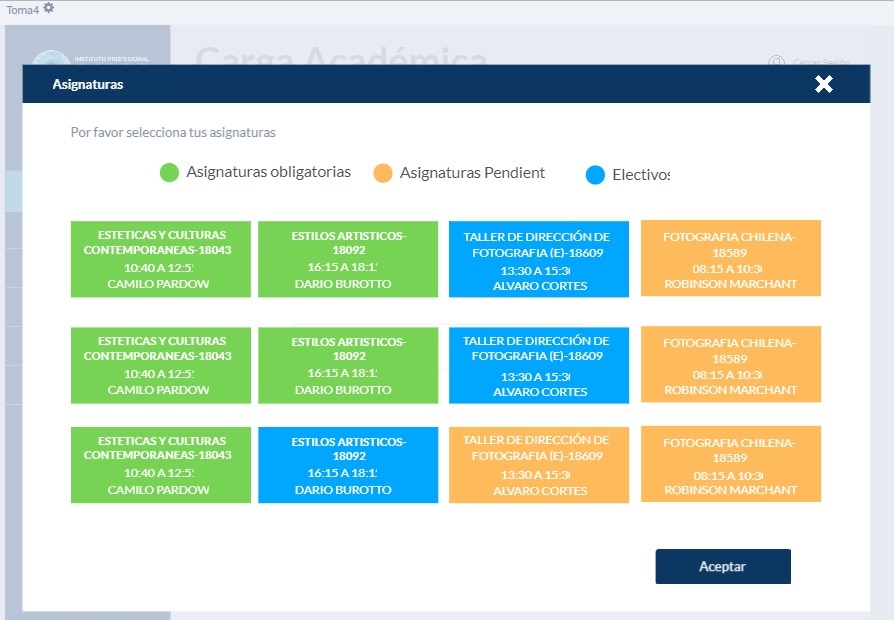 Toma4
INSTITUTO PROFESIONAL
Carga Académica
Cerrar Sesión
Asignaturas
Por favor selecciona tus asignaturas
Asignaturas obligatorias Asignaturas Pendient Electivos
ESTETICAS Y CULTURAS
CONTEMPORANEAS-18043
10:40 A 12:5
CAMILO PARDOW
ESTILOS ARTISTICOS-
18092
16:15 A 18:1
DARIO BUROTTO
TALLER DE DIRECCIÓN DE
FOTOGRAFIA (E)-18609
13:30 A 15:3
ALVARO CORTES
FOTOGRAFIA CHILENA-
18589
08:15 A 10:3
ROBINSON MARCHANT
ESTETICAS Y CULTURAS
CONTEMPORANEAS-18043
10:40 A 12:5
CAMILO PARDOW
ESTILOS ARTISTICOS-
18092
16:15 A 18:1
DARIO BUROTTO
TALLER DE DIRECCIÓN DE
FOTOGRAFIA (E)-18609
13:30 A 15:3
ALVARO CORTES
FOTOGRAFIA CHILENA-
18589
08:15 A 10:3
ROBINSON MARCHANT
ESTETICAS Y CULTURAS
CONTEMPORANEAS-18043
10:40 A 12:5
CAMILO PARDOW
ESTILOS ARTISTICOS-
18092
16:15 A 18:1
DARIO BUROTTO
TALLER DE DIRECCIÓN DE
FOTOGRAFIA (E)-18609
13:30 A 15:3
ALVARO CORTES
FOTOGRAFIA CHILENA-
18589
08:15 A 10:3
ROBINSON MARCHANT
Aceptar